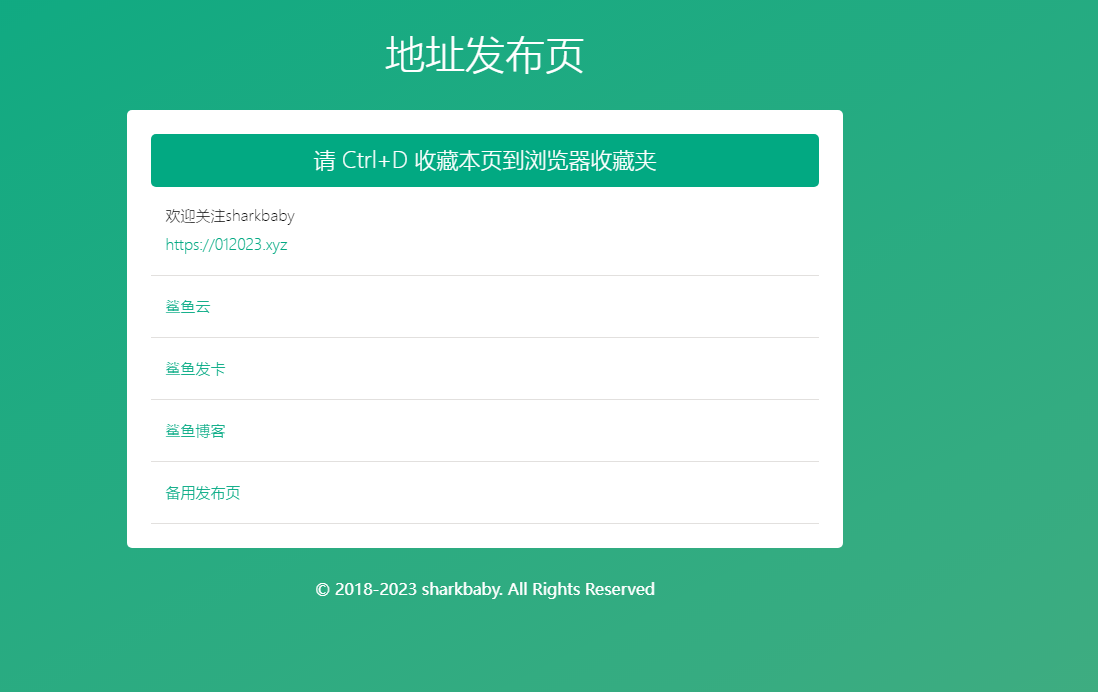 地址发布页
请 Ctrl+D 收藏本页到浏览器收藏夹
欢迎关注sharkbaby
https://012023.xyz
鲨鱼云
鲨鱼发卡
鲨鱼博客
备用发布页
© 2018-2023 sharkbaby. All Rights Reserved